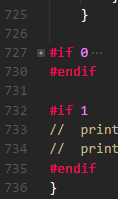 725 }
726
727 #if 0 ...
730 #endif
731
732 #if 1
733 // print
734 // print
735 #endif
736 }